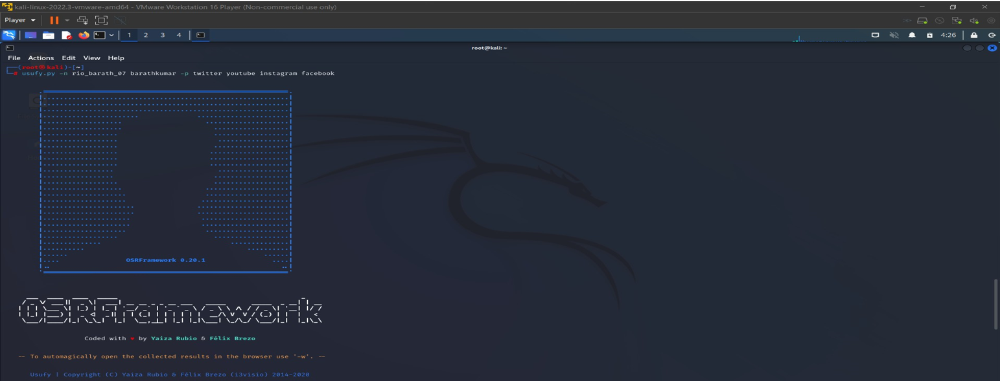 kali-linux-2022.3-vmware-amd64 - VMware Workstation 16 Player (Non-commercial use only)
Player
1 2 3 4 4:26
root@kali: ~
File Actions Edit View Help
(root㉿kali)-[~]
# usufy.py -n rio_barath_07 barathkumar -p twitter youtube instagram facebook
OSRFramework 0.20.1
OSRFramework
Coded with ♥ by Yaiza Rubio & Félix Brezo
-- To automagically open the collected results in the browser use '-w'. --
Usufy | Copyright (C) Yaiza Rubio & Félix Brezo (i3visio) 2014-2020